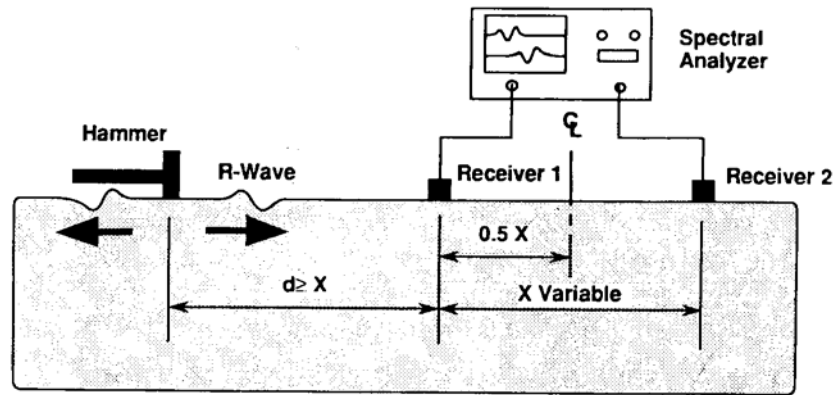 Spectral
Analyzer
Hammer
℄
R-Wave
Receiver 1
Receiver 2
0.5 X
d≥ X
X Variable